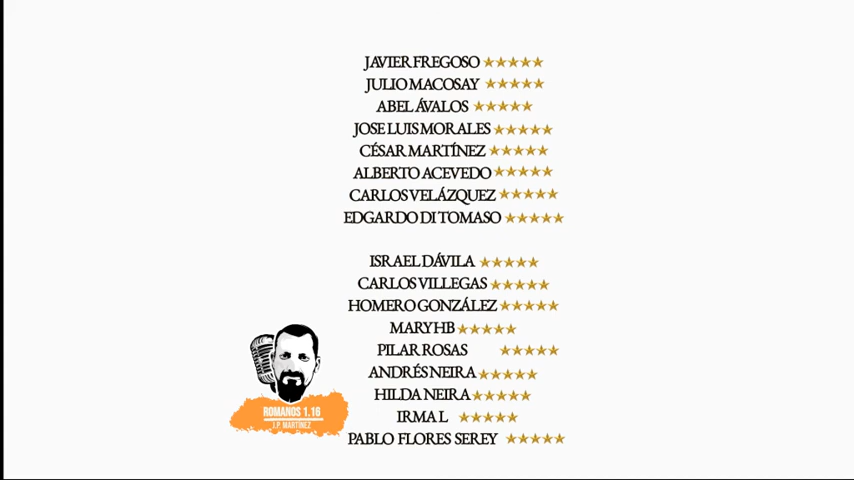 JAVIER FREGOSO ★★★★★
JULIO MACOSAY ★★★★★
ABEL ÁVALOS ★★★★★
JOSE LUIS MORALES ★★★★★
CÉSAR MARTÍNEZ ★★★★★
ALBERTO ACEVEDO ★★★★★
CARLOS VELÁZQUEZ ★★★★★
EDGARDO DI TOMASO ★★★★★
ISRAEL DÁVILA ★★★★★
CARLOS VILLEGAS ★★★★★
HOMERO GONZÁLEZ ★★★★★
MARY HB ★★★★★
PILAR ROSAS ★★★★★
ANDRÉS NEIRA ★★★★★
HILDA NEIRA ★★★★★
IRMA L ★★★★★
PABLO FLORES SEREY ★★★★★
ROMANOS 1.16
J.P. MARTÍNEZ